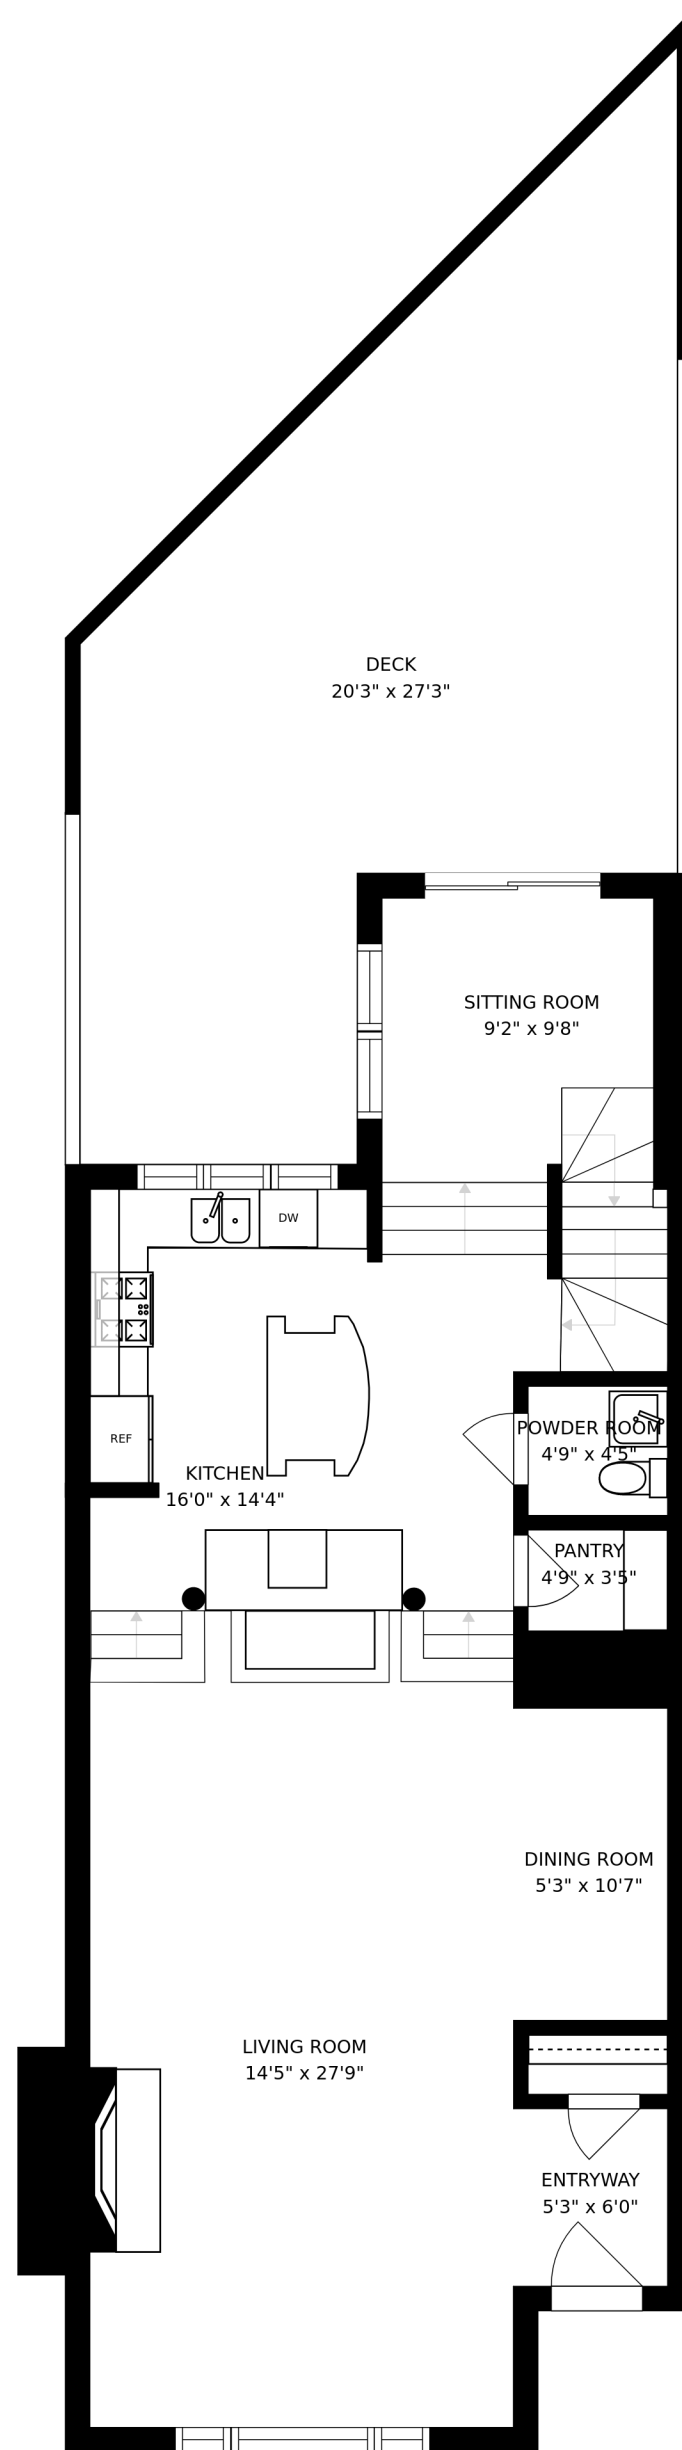 DECK
20'3" x 27'3"
SITTING ROOM
9'2" x 9'8"
DW
REF
KITCHEN
16'0" x 14'4"
POWDER ROOM
4'9" x 4'5"
PANTRY
4'9" x 3'5"
DINING ROOM
5'3" x 10'7"
LIVING ROOM
14'5" x 27'9"
ENTRYWAY
5'3" x 6'0"